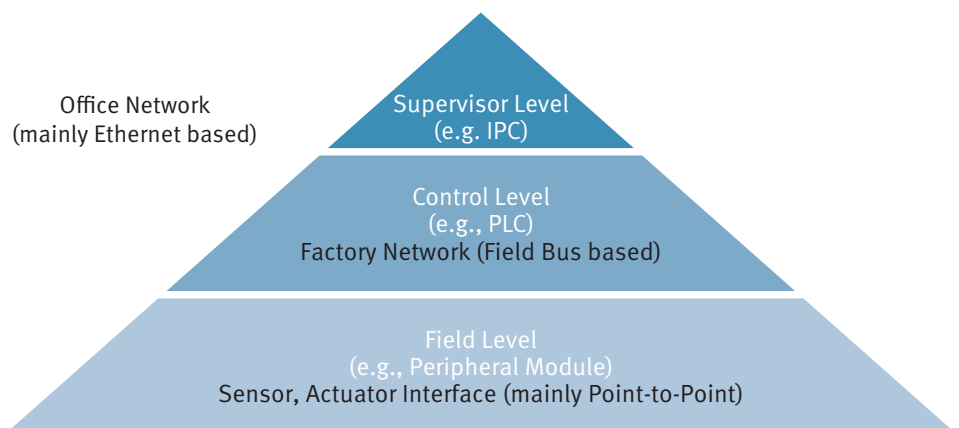 Office Network
(mainly Ethernet based)
Supervisor Level
(e.g. IPC)
Control Level
(e.g., PLC)
Factory Network (Field Bus based)
Field Level
(e.g., Peripheral Module)
Sensor, Actuator Interface (mainly Point-to-Point)